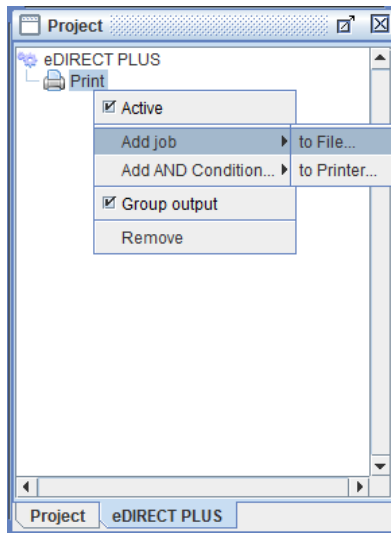 Project
eDIRECT PLUS
Print
Active
Add job
to File...
Add AND Condition...
to Printer...
Group output
Remove
Project
eDIRECT PLUS